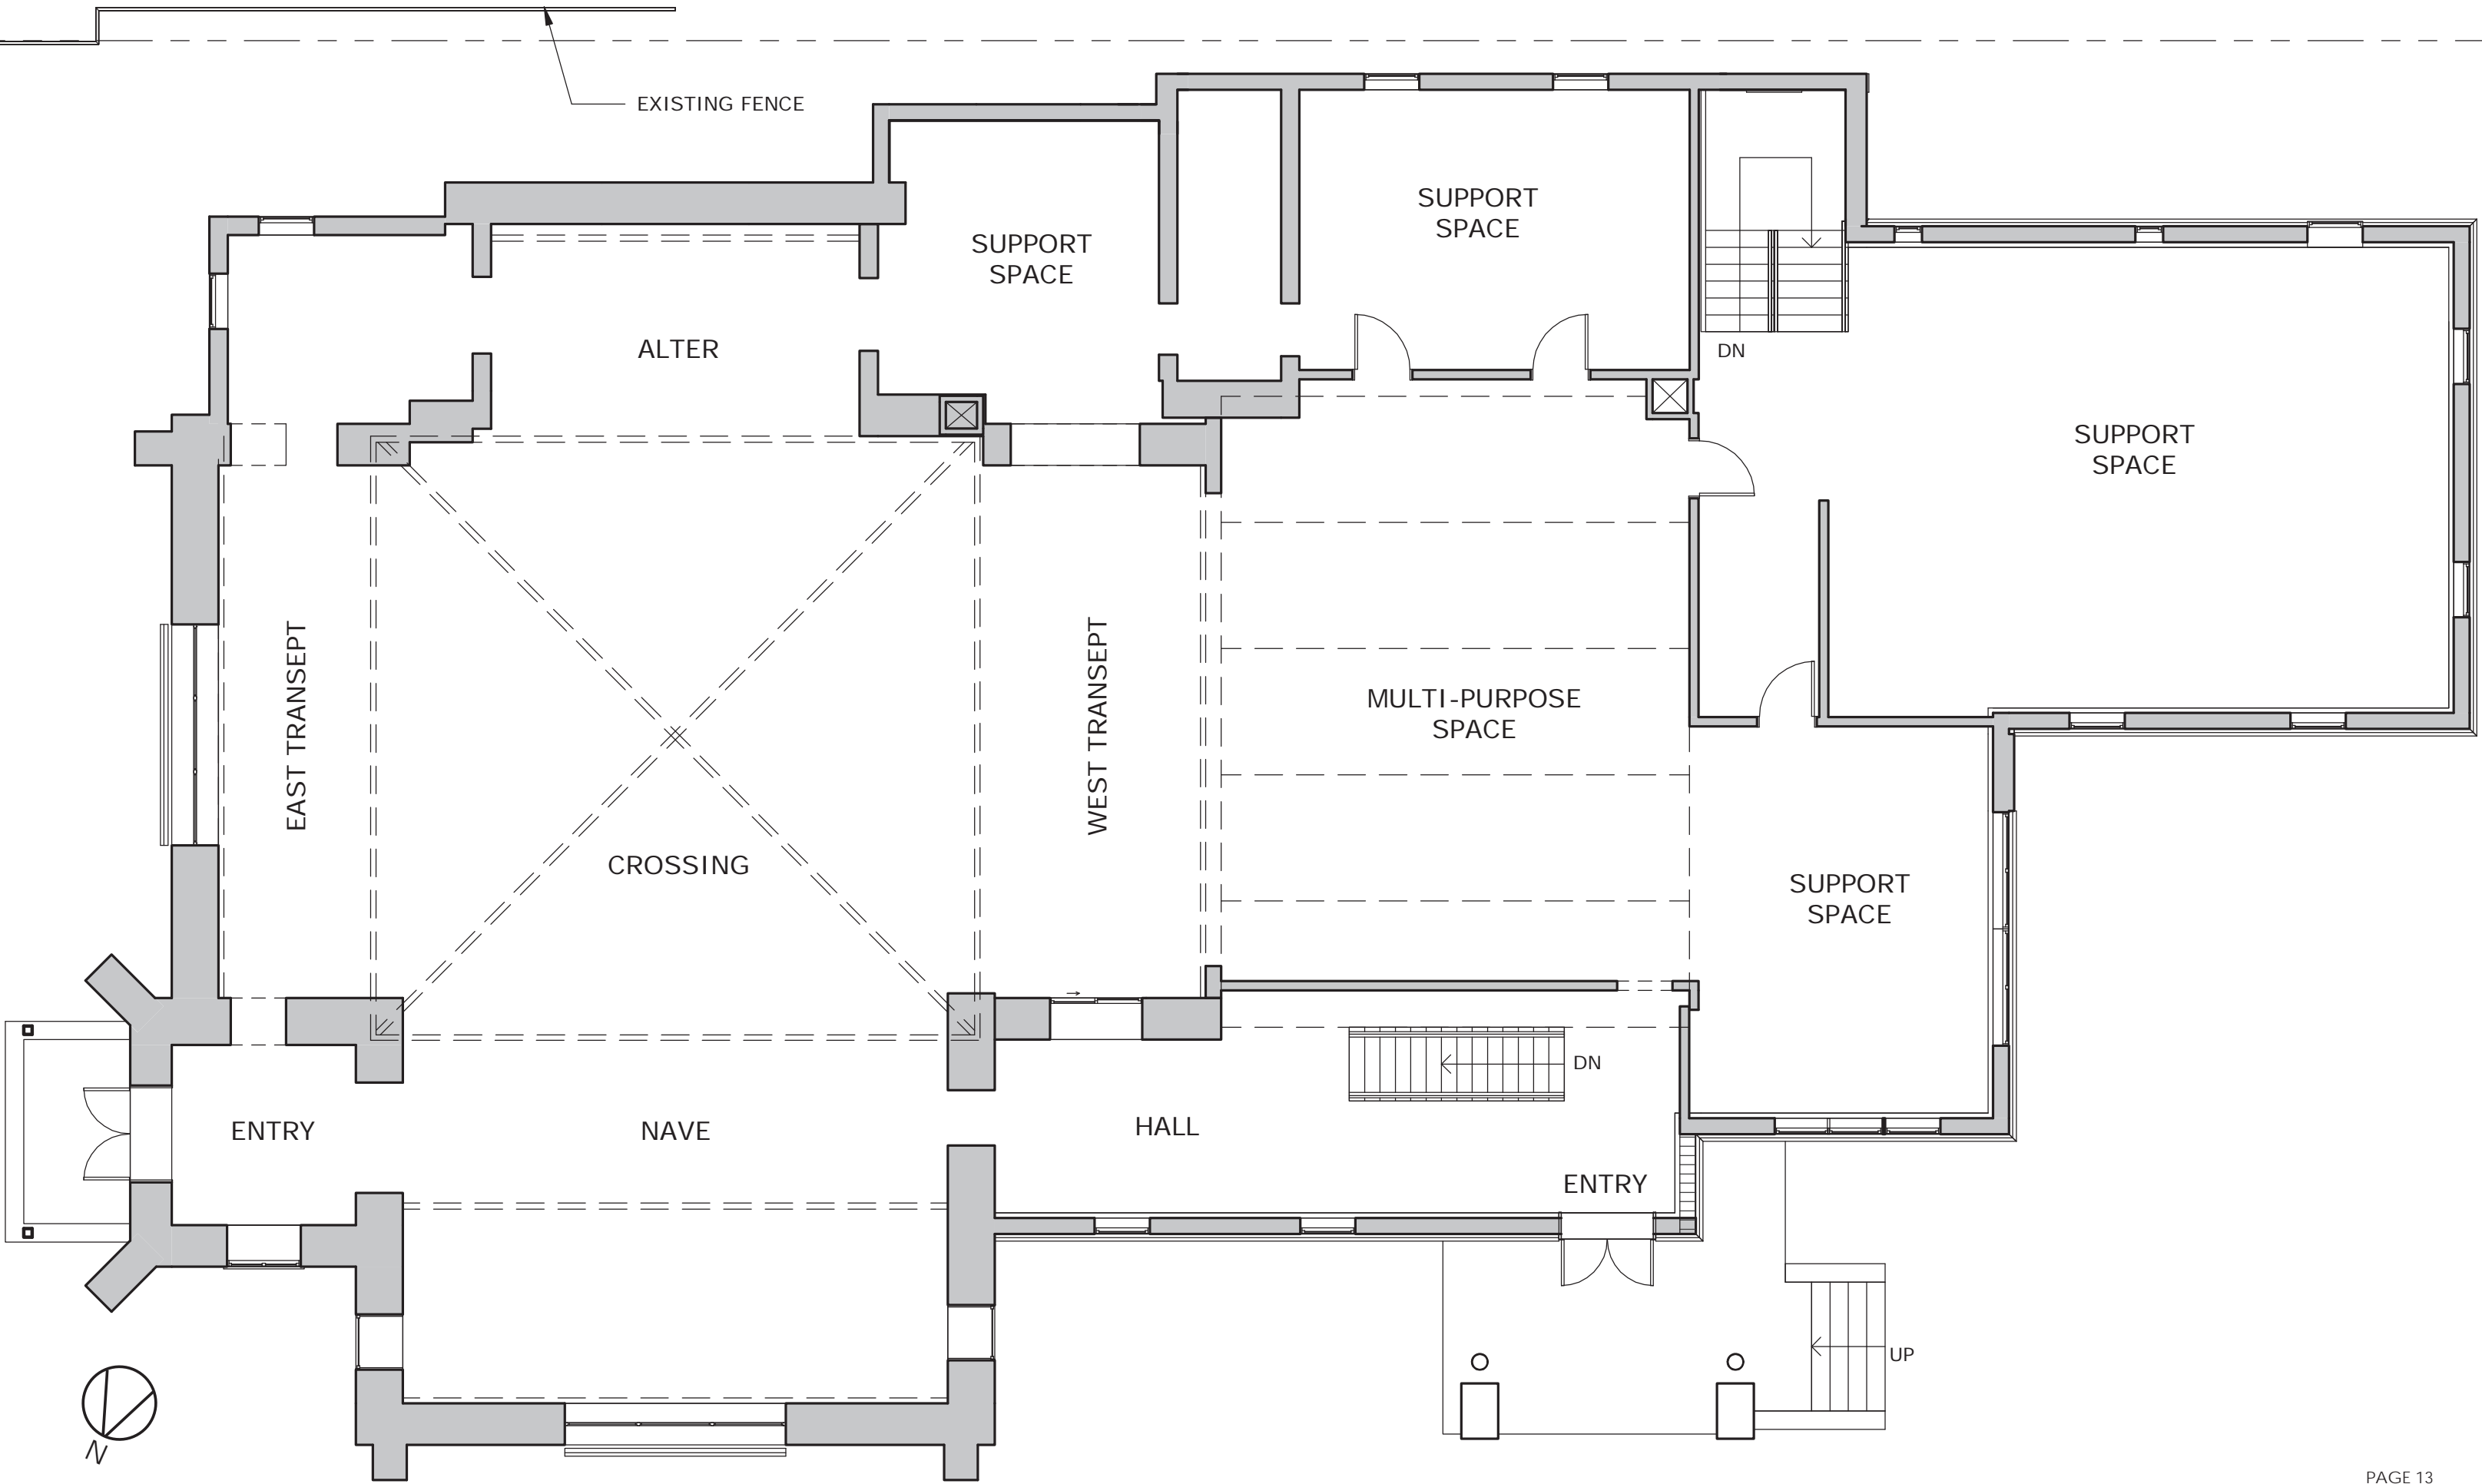 EXISTING FENCE
SUPPORT
SPACE
SUPPORT
SPACE
ALTER
DN
SUPPORT
SPACE
EAST TRANSEPT
WEST TRANSEPT
MULTI-PURPOSE
SPACE
CROSSING
SUPPORT
SPACE
DN
ENTRY
NAVE
HALL
ENTRY
UP
N
PAGE 13